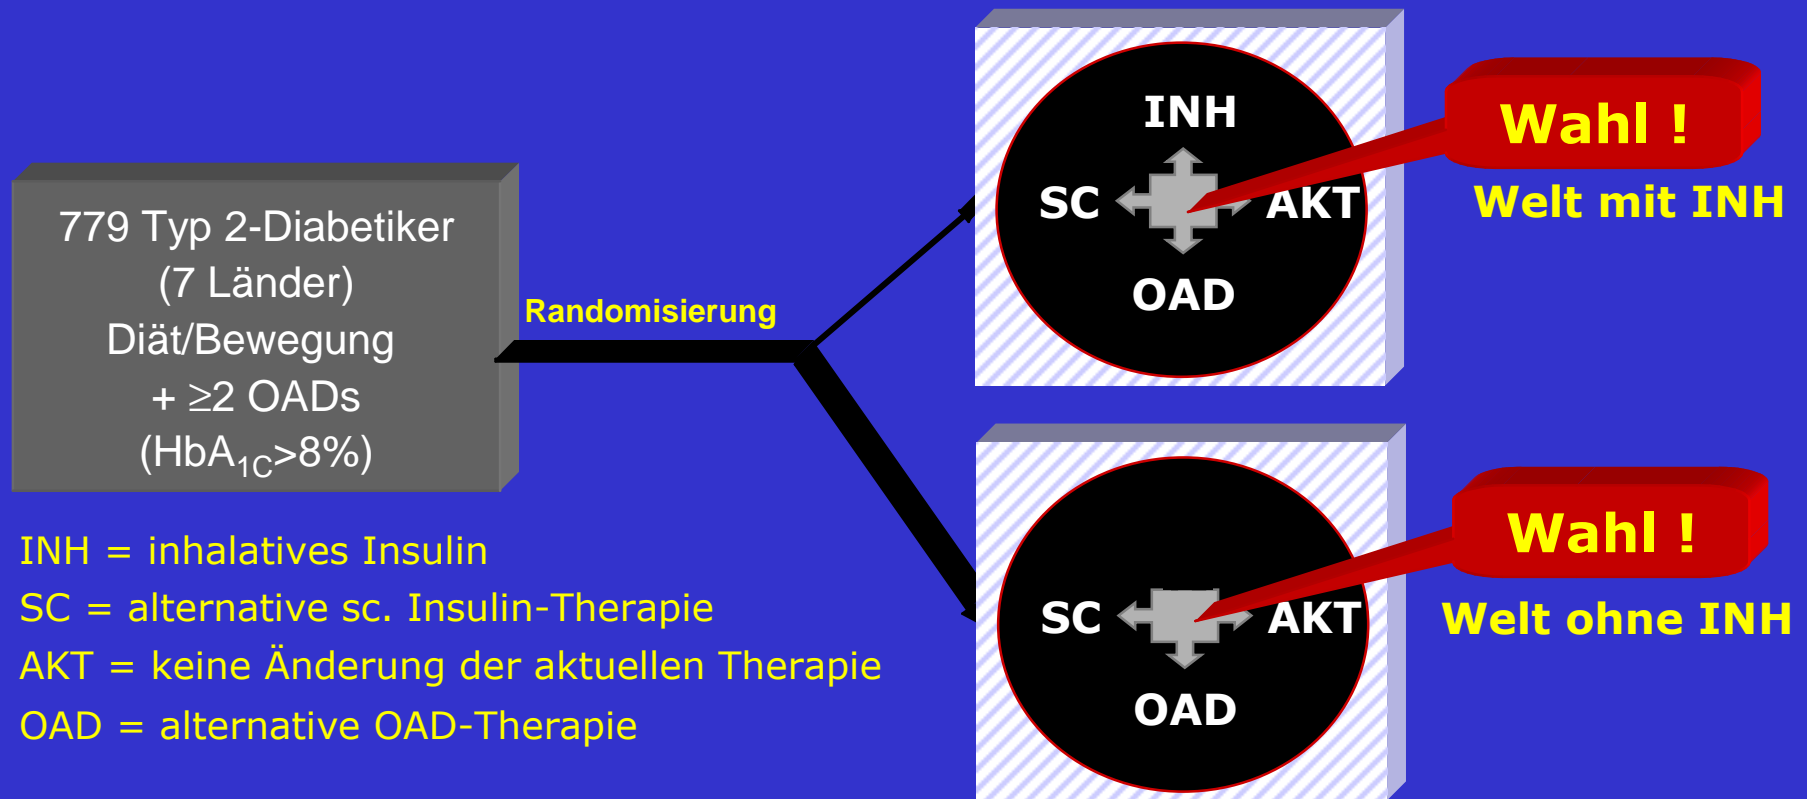 779 Typ 2-Diabetiker
(7 Länder)
Diät/Bewegung
+ ≥2 OADs
(HbA1C>8%)
Randomisierung
INH
SC
AKT
OAD
Wahl !
Welt mit INH
SC
AKT
OAD
Wahl !
Welt ohne INH
INH = inhalatives Insulin
SC = alternative sc. Insulin-Therapie
AKT = keine Änderung der aktuellen Therapie
OAD = alternative OAD-Therapie